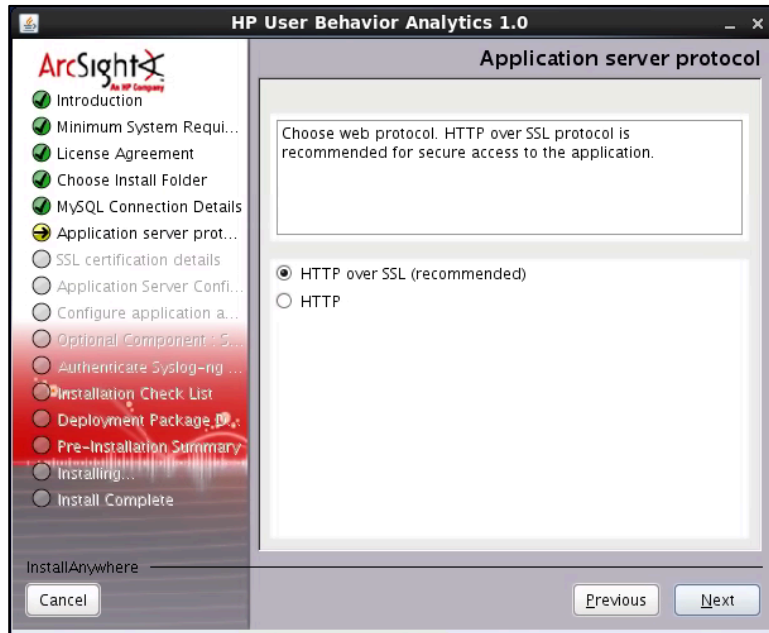 HP User Behavior Analytics 1.0
ArcSight
An HP Company
Introduction
Minimum System Requi...
License Agreement
Choose Install Folder
MySQL Connection Details
Application server prot...
SSL certification details
Application Server Confi...
Configure application a...
Optional Component : S...
Authenticate Syslog-ng ...
Installation Check List
Deployment Package D...
Pre-Installation Summary
Installing...
Install Complete
Application server protocol
Choose web protocol. HTTP over SSL protocol is
recommended for secure access to the application.
HTTP over SSL (recommended)
HTTP
InstallAnywhere
Cancel
Previous
Next